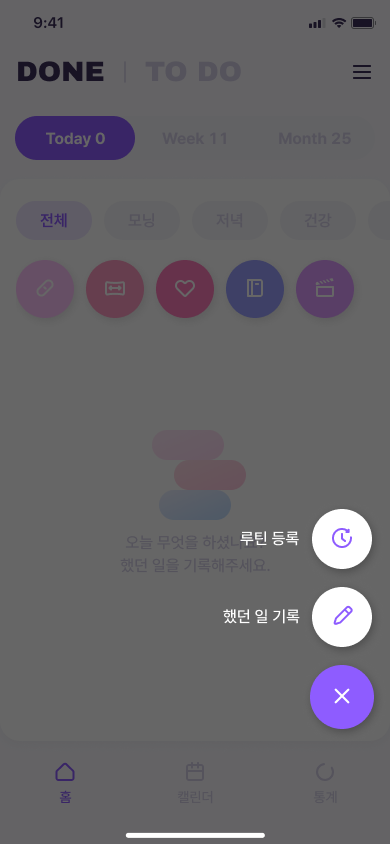 9:41
DONE | TO DO
Today 0 Week 11 Month 25
전체 모닝 저녁 건강
오늘 무엇을 하셨나요?
했던 일을 기록해주세요.
루틴 등록
했던 일 기록
홈 캘린더 통계